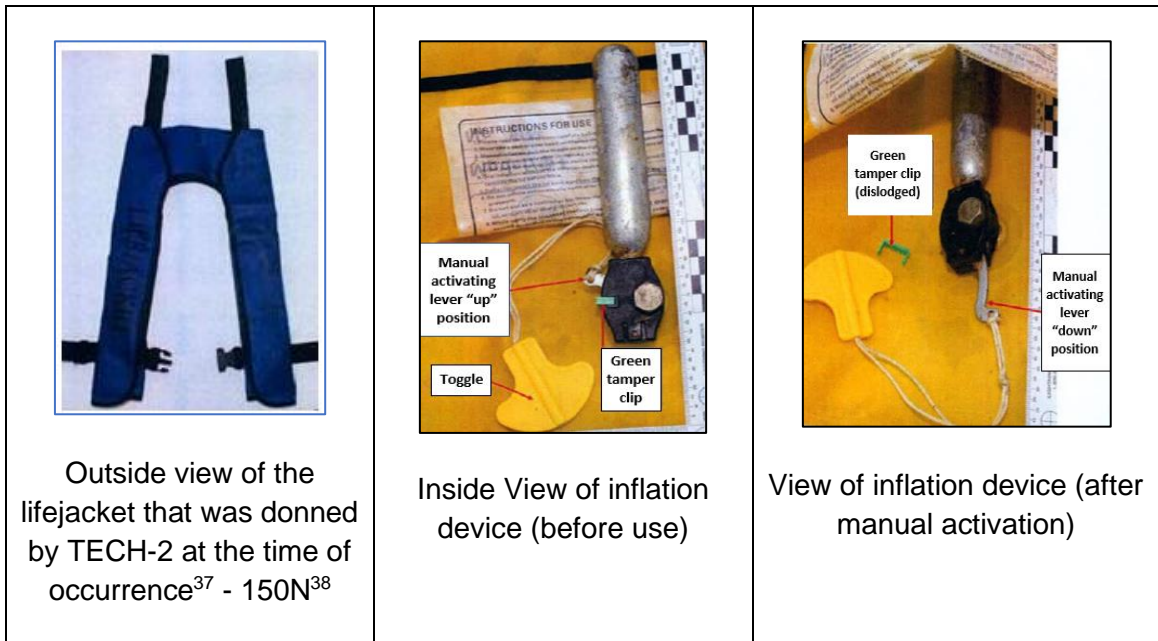 INSTRUCTIONS FOR USE
Manual
activating
lever “up”
position
Toggle
Green
tamper
clip
Green
tamper clip
(dislodged)
Manual
activating
lever
“down”
position
Outside view of the
lifejacket that was donned
by TECH-2 at the time of
occurrence37 - 150N38
Inside View of inflation
device (before use)
View of inflation device (after
manual activation)